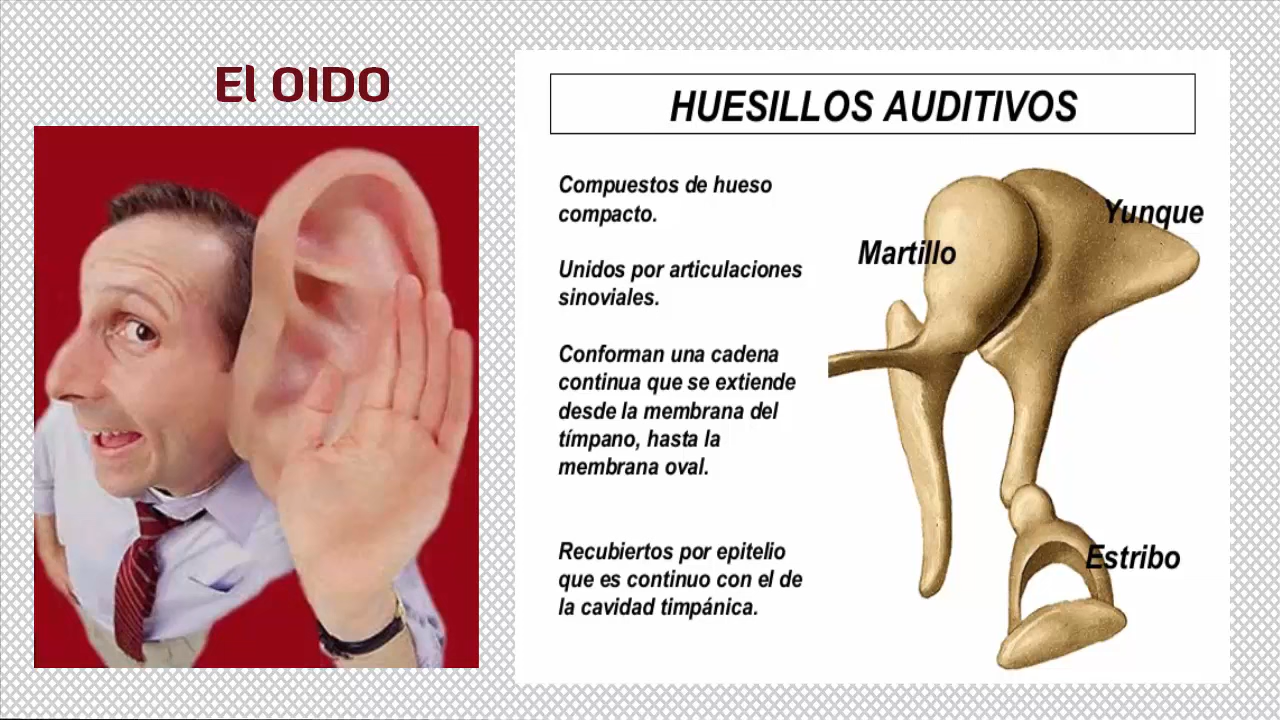 El OIDO
HUESILLOS AUDITIVOS
Compuestos de hueso
compacto.
Unidos por articulaciones
sinoviales.
Conforman una cadena
continua que se extiende
desde la membrana del
tímpano, hasta la
membrana oval.
Recubiertos por epitelio
que es continuo con el de
la cavidad timpánica.
Yunque
Martillo
Estribo